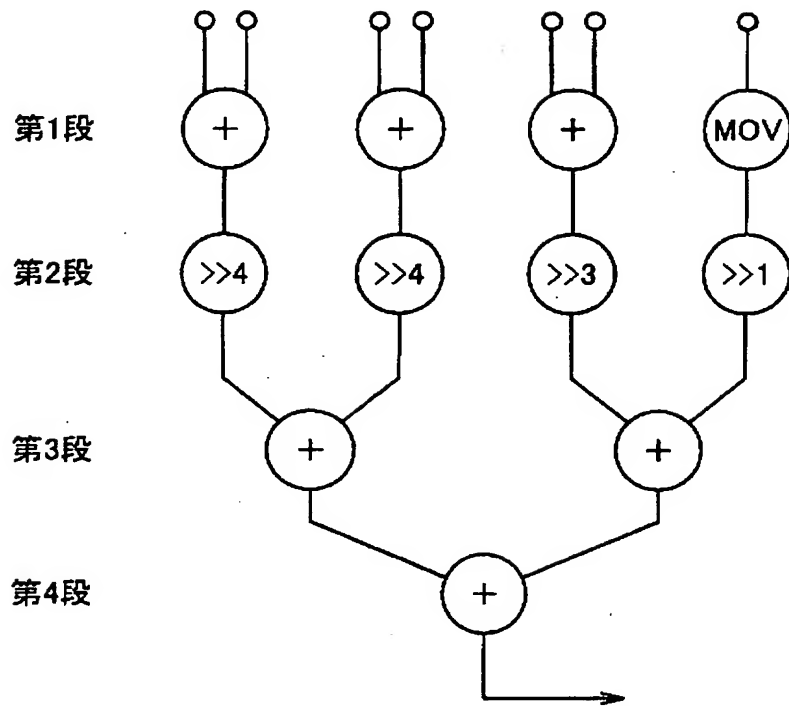 第1段 + + + MOV
第2段 >>4 >>4 >>3 >>1
第3段 + +
第4段 +